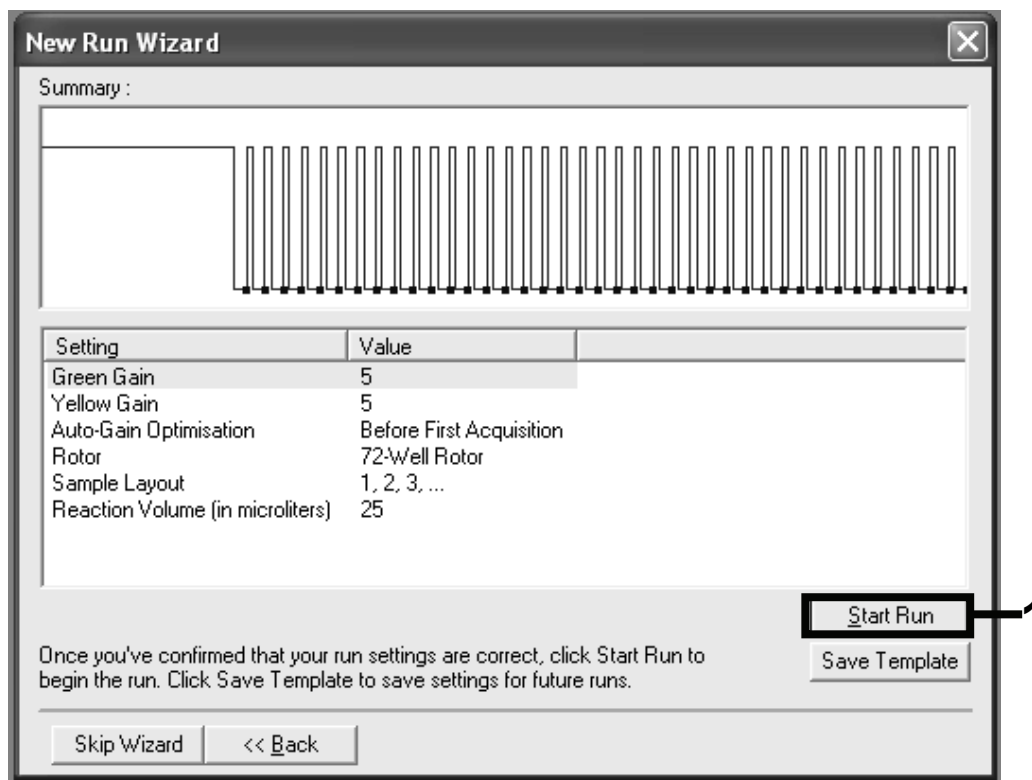 New Run Wizard
Summary :
Setting Value
Green Gain 5
Yellow Gain 5
Auto-Gain Optimisation Before First Acquisition
Rotor 72-Well Rotor
Sample Layout 1, 2, 3, ...
Reaction Volume (in microliters) 25
Start Run
Once you've confirmed that your run settings are correct, click Start Run to
begin the run. Click Save Template to save settings for future runs.
Save Template
Skip Wizard << Back